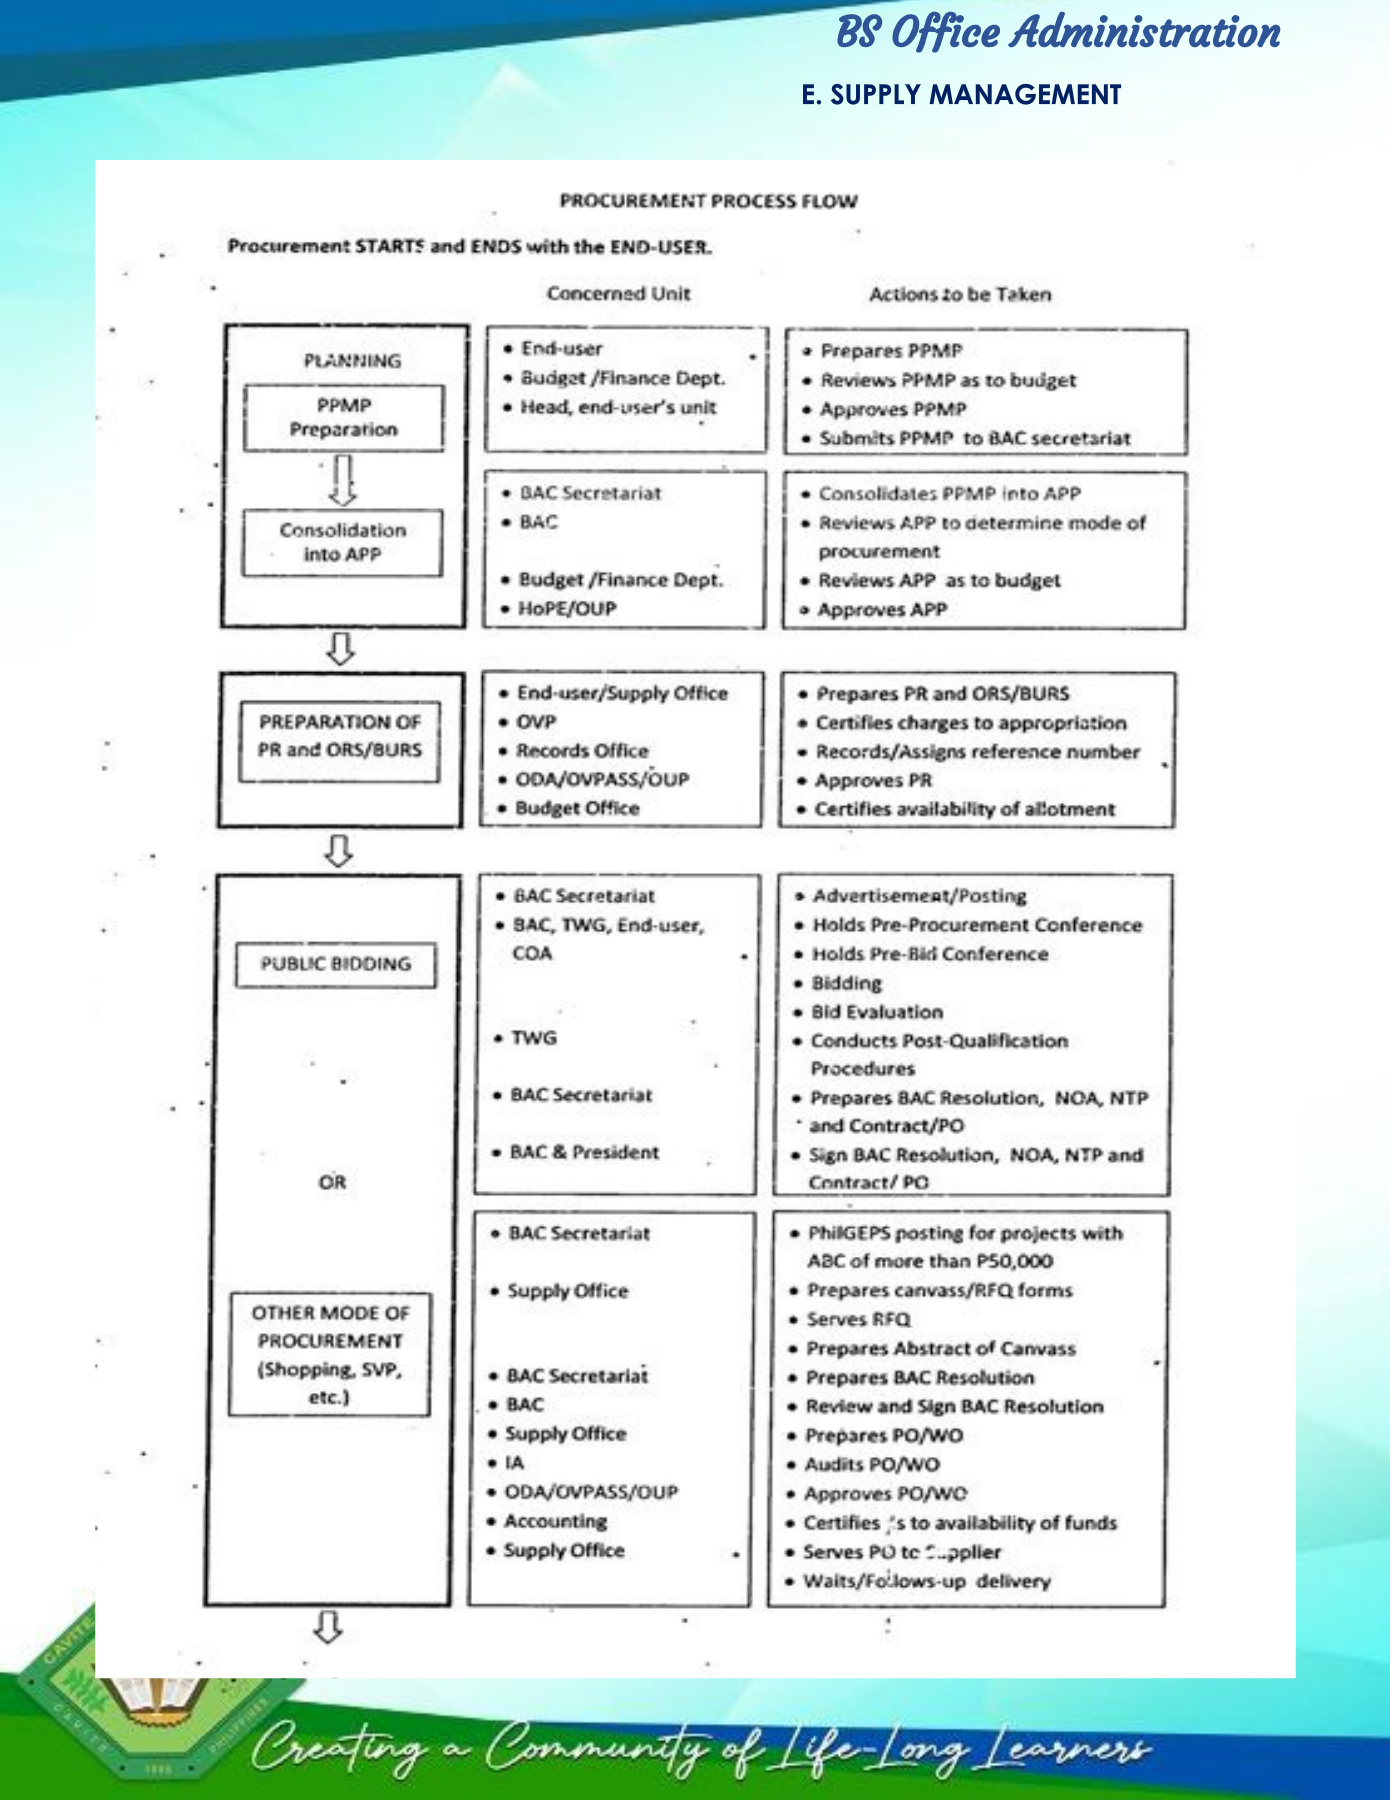 BS Office Administration
E. SUPPLY MANAGEMENT
PROCUREMENT PROCESS FLOW
Procurement STARTS and ENDS with the END-USER.
Concerned Unit
Actions to be Taken
PLANNING
PPMP
Preparation
Consolidation
into APP
• End-user
• Budget /Finance Dept.
• Head, end-user's unit
• Prepares PPMP
• Reviews PPMP as to budget
• Approves PPMP
• Submits PPMP to BAC secretariat
• BAC Secretariat
• BAC
• Budget /Finance Dept.
• HoPE/OUP
• Consolidates PPMP into APP
• Reviews APP to determine mode of
procurement
• Reviews APP as to budget
• Approves APP
PREPARATION OF
PR and ORS/BURS
• End-user/Supply Office
• OVP
• Records Office
• ODA/OVPASS/OUP
• Budget Office
• Prepares PR and ORS/BURS
• Certifies charges to appropriation
• Records/Assigns reference number
• Approves PR
• Certifies availability of allotment
PUBLIC BIDDING
OR
OTHER MODE OF
PROCUREMENT
(Shopping, SVP,
etc.)
• BAC Secretariat
• BAC, TWG, End-user,
COA
• TWG
• BAC Secretariat
• BAC & President
• Advertisement/Posting
• Holds Pre-Procurement Conference
• Holds Pre-Bid Conference
• Bidding
• Bid Evaluation
• Conducts Post-Qualification
Procedures
• Prepares BAC Resolution, NOA, NTP
and Contract/PO
• Sign BAC Resolution, NOA, NTP and
Contract/ PO
• BAC Secretariat
• Supply Office
• BAC Secretariat
• BAC
• Supply Office
• IA
• ODA/OVPASS/OUP
• Accounting
• Supply Office
• PhilGEPS posting for projects with
ABC of more than P50,000
• Prepares canvass/RFQ forms
• Serves RFQ
• Prepares Abstract of Canvass
• Prepares BAC Resolution
• Review and Sign BAC Resolution
• Prepares PO/WO
• Audits PO/WO
• Approves PO/WO
• Certifies as to availability of funds
• Serves PO to Supplier
• Waits/Follows-up delivery
CAVITE
CAVITE
PHILIPPINES
1906
Creating a Community of Life-Long Learners